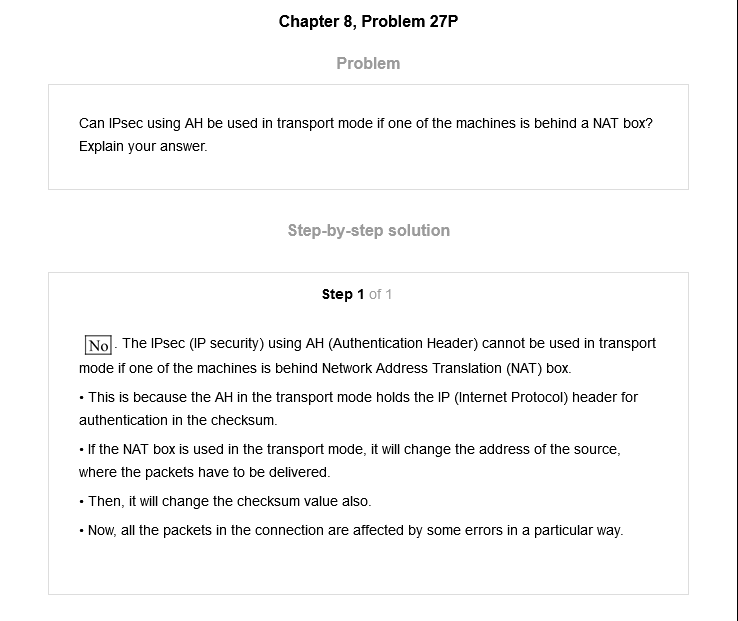 Chapter 8, Problem 27P
Problem
Can IPsec using AH be used in transport mode if one of the machines is behind a NAT box?
Explain your answer.
Step-by-step solution
Step 1 of 1
No. The IPsec (IP security) using AH (Authentication Header) cannot be used in transport
mode if one of the machines is behind Network Address Translation (NAT) box.
• This is because the AH in the transport mode holds the IP (Internet Protocol) header for
authentication in the checksum.
• If the NAT box is used in the transport mode, it will change the address of the source,
where the packets have to be delivered.
• Then, it will change the checksum value also.
• Now, all the packets in the connection are affected by some errors in a particular way.